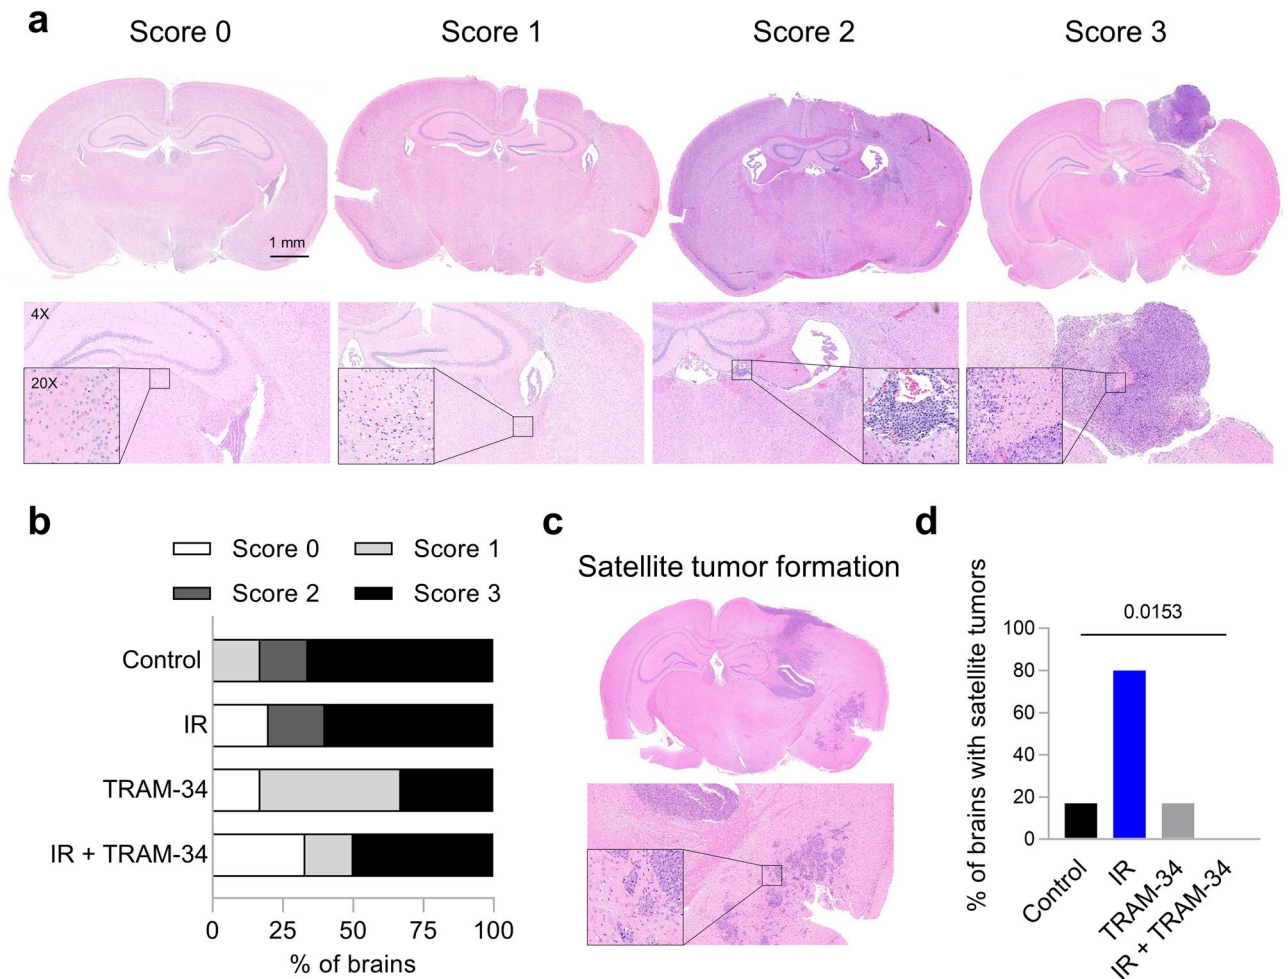 a
Score 0
Score 1
Score 2
Score 3
1 mm
4X
20X
b
Score 0
Score 1
Score 2
Score 3
Control
IR
TRAM-34
IR + TRAM-34
0
25
50
75
100
% of brains
c
Satellite tumor formation
d
% of brains with satellite tumors
0.0153
100
80
60
40
20
0
Control
IR
TRAM-34
IR + TRAM-34